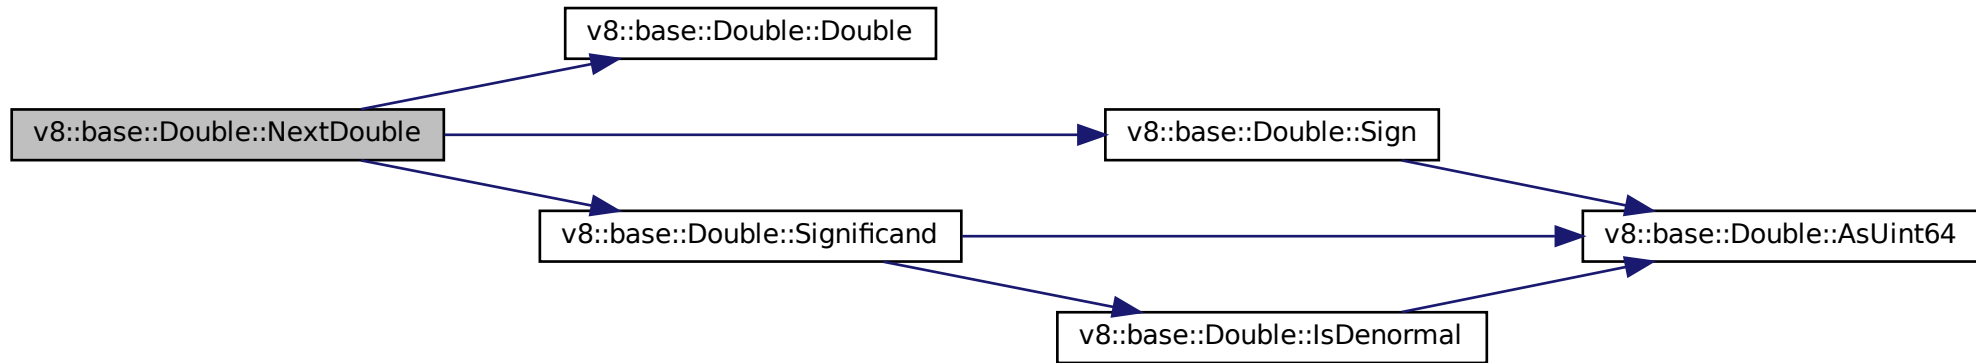 v8::base::Double::Double
v8::base::Double::NextDouble
v8::base::Double::Sign
v8::base::Double::Significand
v8::base::Double::AsUint64
v8::base::Double::IsDenormal